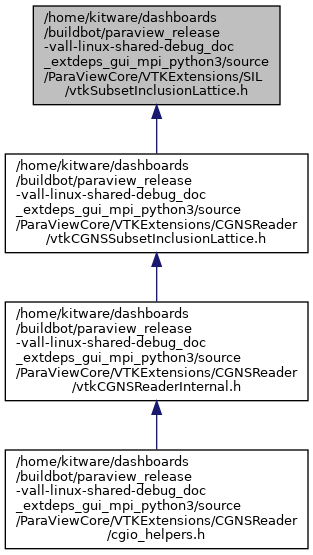 /home/kitware/dashboards
/buildbot/paraview_release
-vall-linux-shared-debug_doc
_extdeps_gui_mpi_python3/source
/ParaViewCore/VTKExtensions/SIL
/vtkSubsetInclusionLattice.h
/home/kitware/dashboards
/buildbot/paraview_release
-vall-linux-shared-debug_doc
_extdeps_gui_mpi_python3/source
/ParaViewCore/VTKExtensions/CGNSReader
/vtkCGNSSubsetInclusionLattice.h
/home/kitware/dashboards
/buildbot/paraview_release
-vall-linux-shared-debug_doc
_extdeps_gui_mpi_python3/source
/ParaViewCore/VTKExtensions/CGNSReader
/vtkCGNSReaderInternal.h
/home/kitware/dashboards
/buildbot/paraview_release
-vall-linux-shared-debug_doc
_extdeps_gui_mpi_python3/source
/ParaViewCore/VTKExtensions/CGNSReader
/cgio_helpers.h